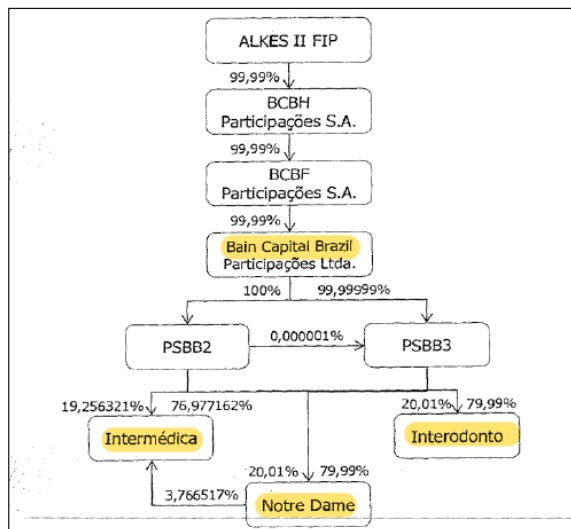 ALKES II FIP
99,99%
BCBH
Participações S.A.
99,99%
BCBF
Participações S.A.
99,99%
Bain Capital Brazil
Participações Ltda.
100% 99,99999%
PSBB2 0,000001% PSBB3
19,256321% 76,977162% 20,01% 79,99%
Intermédica Interodonto
20,01% 79,99%
3,766517%
Notre Dame